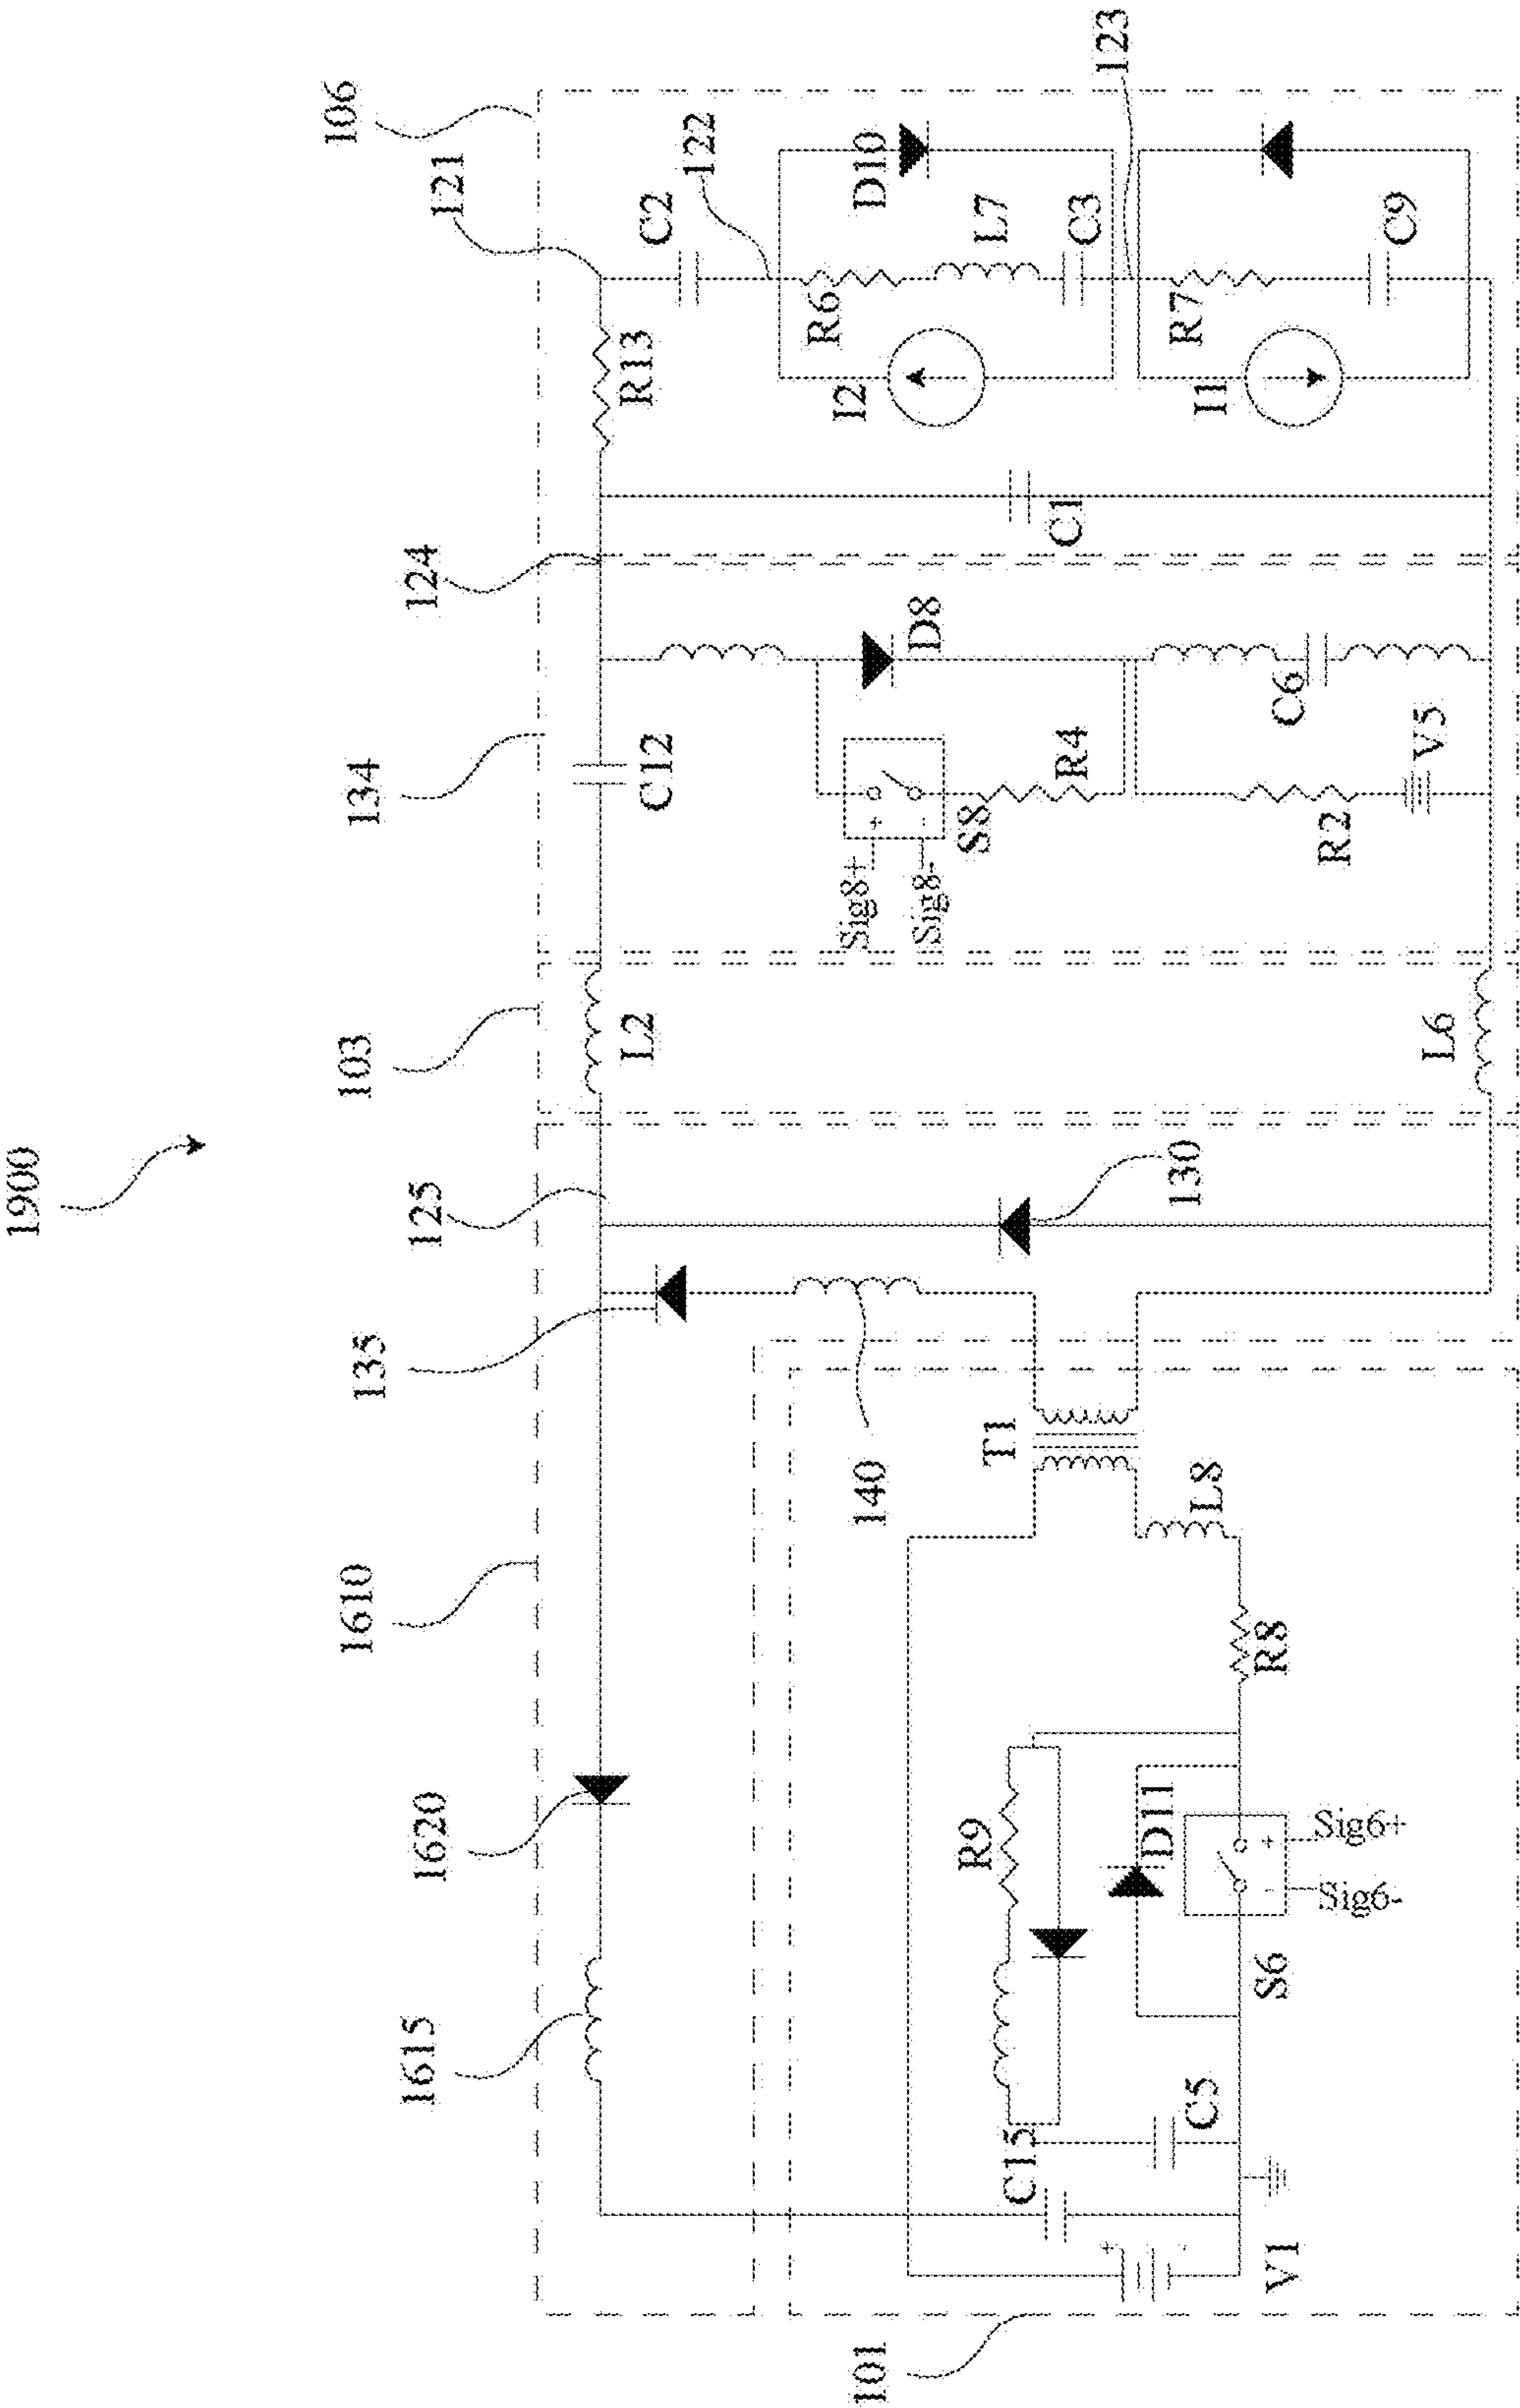 1900
101
1610
103
134
106
1615
1620
135
125
124
121
L2
C12
R13
C2
122
140
130
Sig8+
Sig8-
S8
D8
R4
C1
I2
R6
D10
L7
C3
123
T1
L8
R9
D11
C15
C5
R8
S6
Sig6-
Sig6+
V1
L6
R2
C6
V5
I1
R7
C9
+
-
+
-
-
+